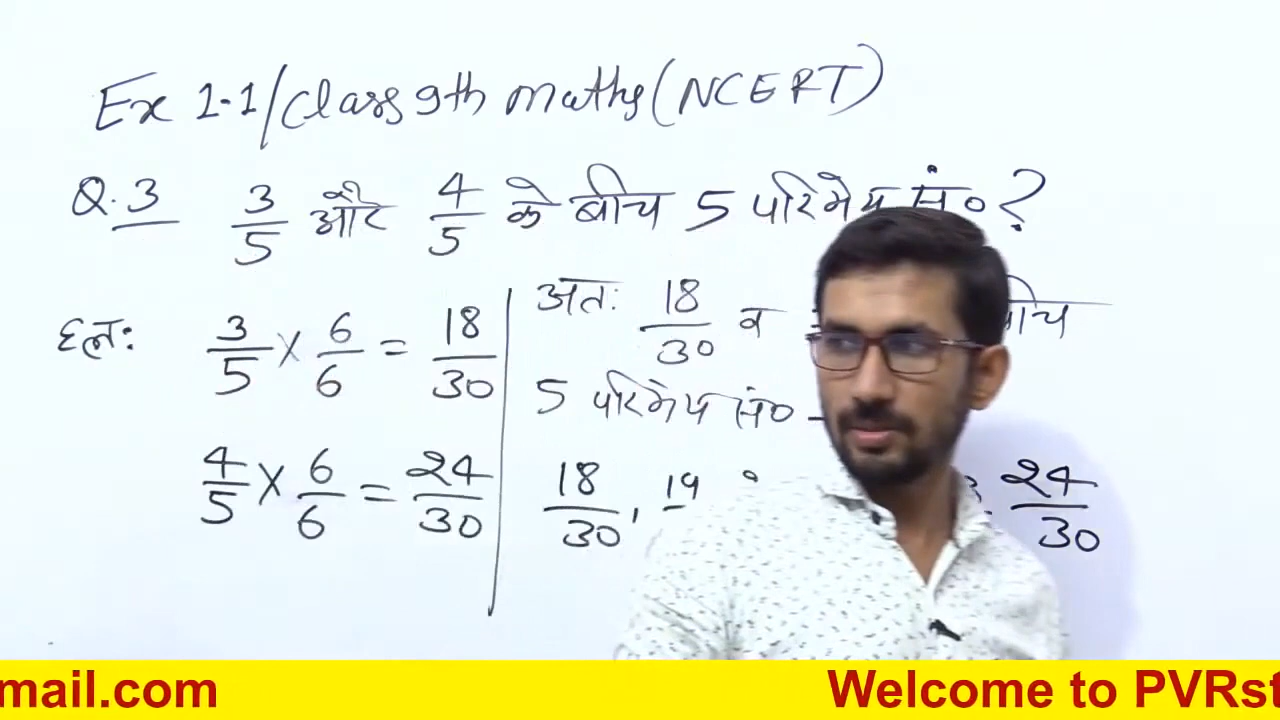 Ex 1.1/Class 9th maths (NCERT)
Q.3 3/5 और 4/5 के बीच 5 परिमेय सं० ?
हल: 3/5 × 6/6 = 18/30
4/5 × 6/6 = 24/30
अतः 18/30 व
5 परिमेय सं०
18/30, 19 24/30
mail.com Welcome to PVRst